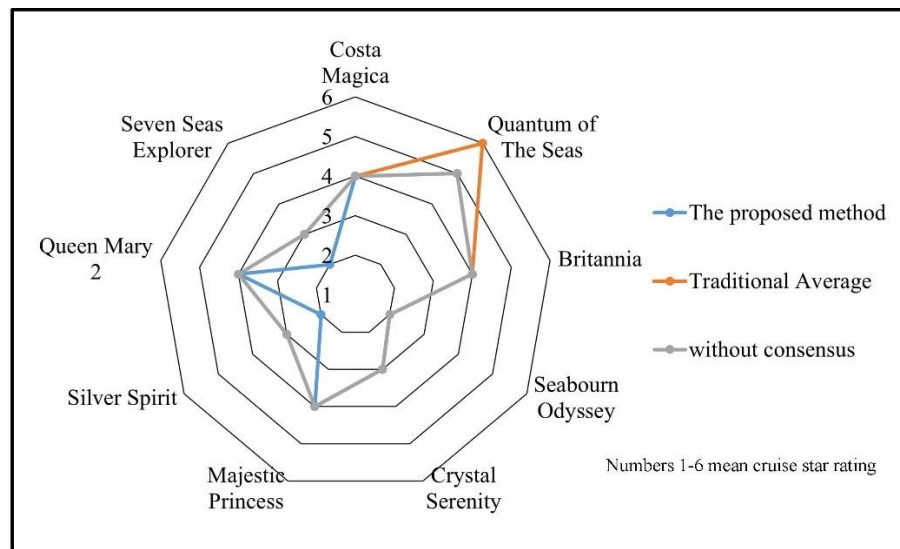 Costa
Magica
6
5
4
3
2
1
Quantum of
The Seas
Britannia
Seabourn
Odyssey
Crystal
Serenity
Majestic
Princess
Silver Spirit
Queen Mary
2
Seven Seas
Explorer
The proposed method
Traditional Average
without consensus
Numbers 1-6 mean cruise star rating